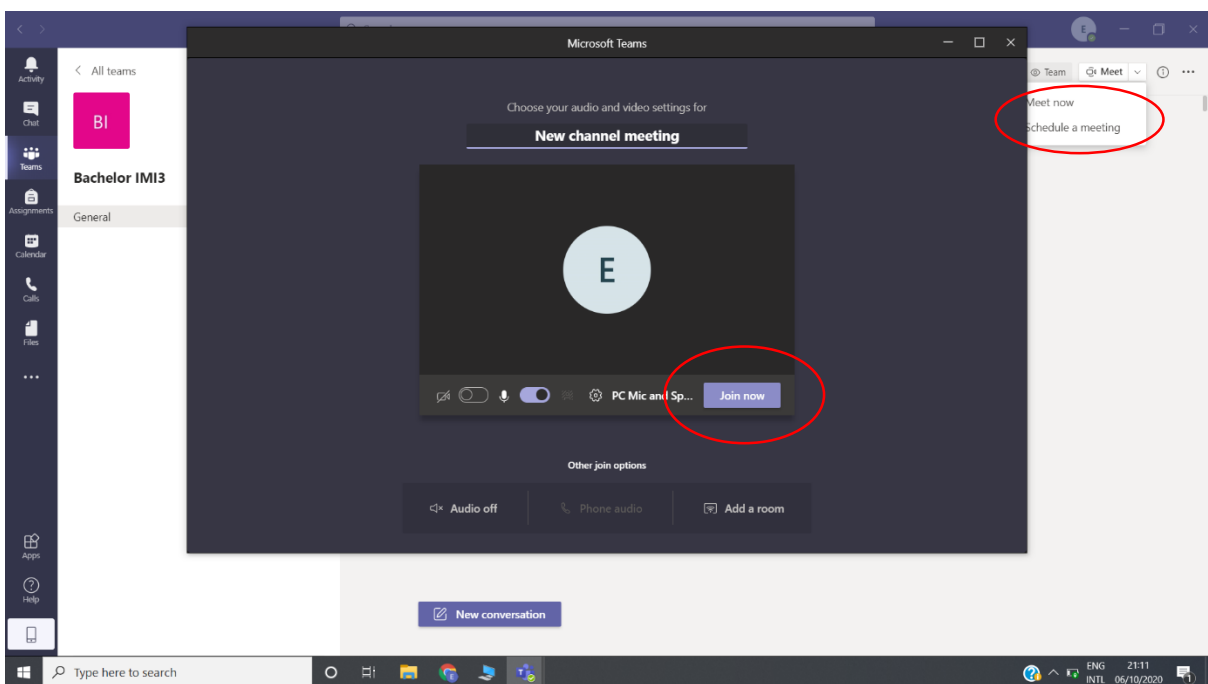 Microsoft Teams
E
Activity
Chat
Teams
Assignments
Calendar
Calls
Files
Apps
Help
All teams
BI
Bachelor IMI3
General
Choose your audio and video settings for
New channel meeting
E
PC Mic and Sp...
Join now
Other join options
Audio off
Phone audio
Add a room
Team
Meet
Meet now
Schedule a meeting
New conversation
Type here to search
ENG
INTL
21:11
06/10/2020